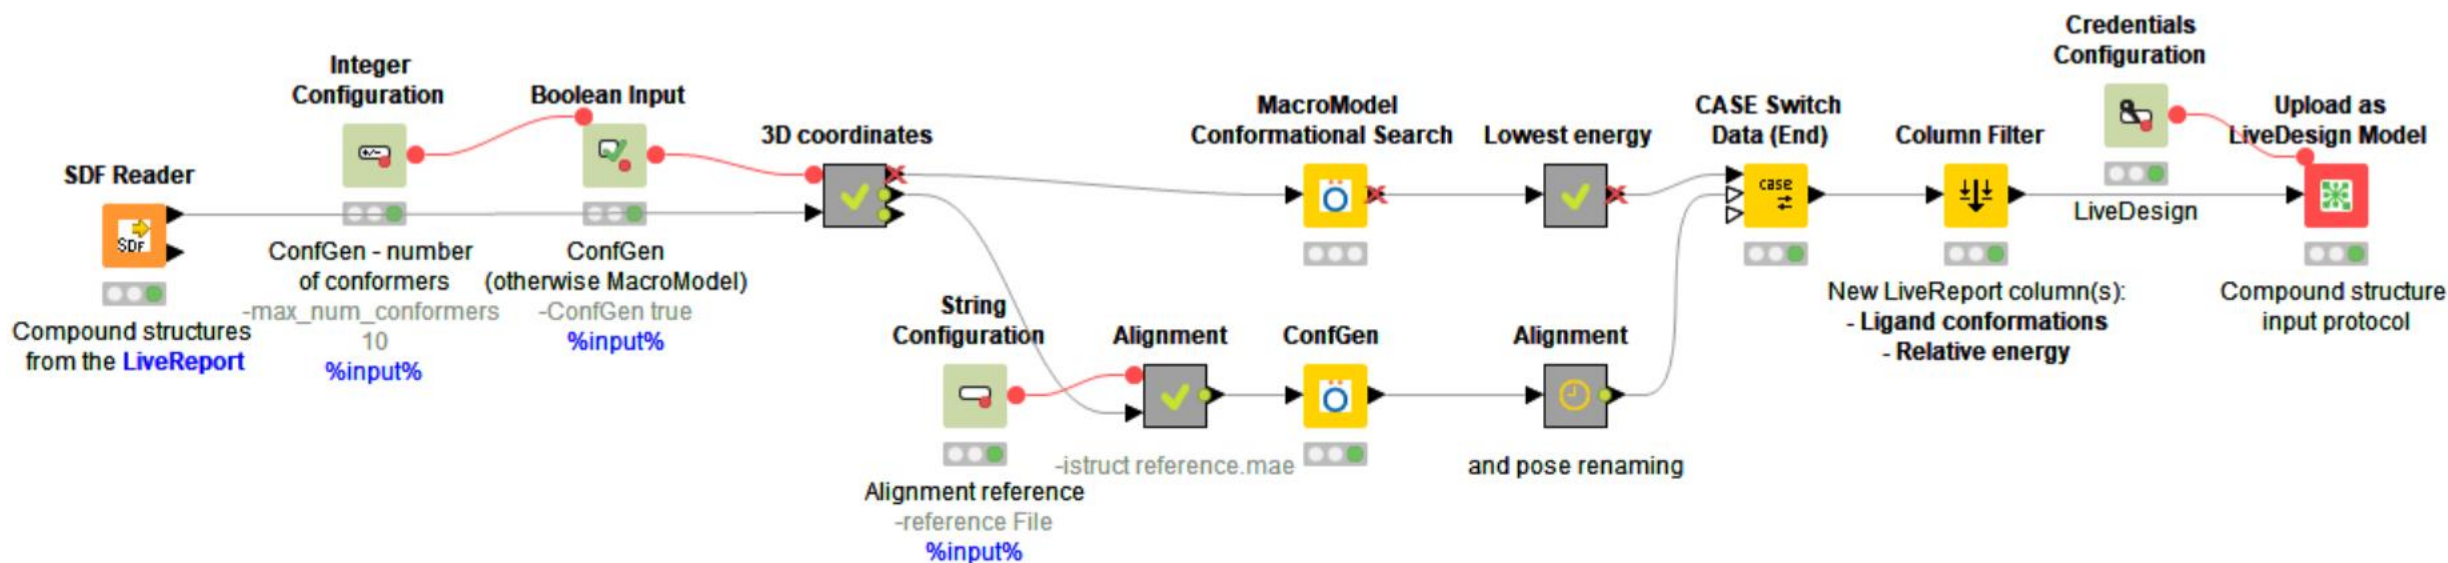 SDF Reader
SDF
Compound structures
from the LiveReport
Integer
Configuration
+/-
ConfGen - number
of conformers
-max_num_conformers
10
%input%
Boolean Input
ConfGen
(otherwise MacroModel)
-ConfGen true
%input%
3D coordinates
String
Configuration
Alignment reference
-reference File
%input%
Alignment
-istruct reference.mae
MacroModel
Conformational Search
ConfGen
Lowest energy
Alignment
and pose renaming
CASE Switch
Data (End)
case
Column Filter
New LiveReport column(s):
- Ligand conformations
- Relative energy
Credentials
Configuration
LiveDesign
Upload as
LiveDesign Model
Compound structure
input protocol